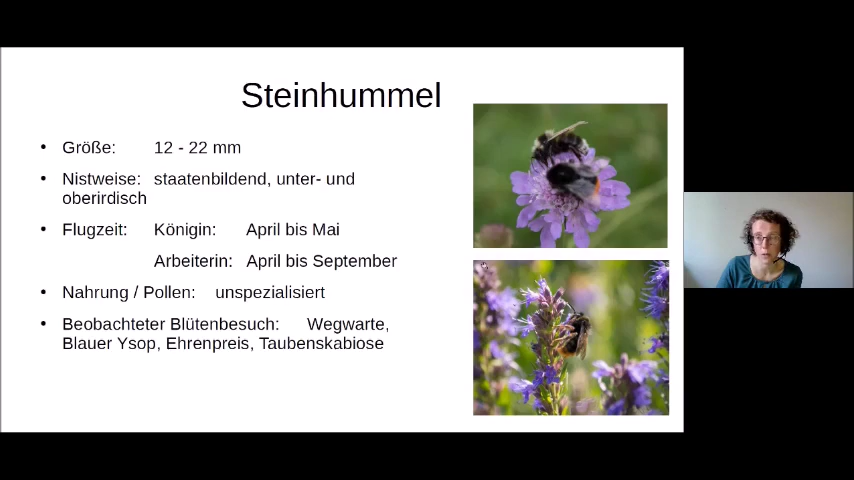 Steinhummel
• Größe: 12 - 22 mm
• Nistweise: staatenbildend, unter- und
oberirdisch
• Flugzeit: Königin: April bis Mai
Arbeiterin: April bis September
• Nahrung / Pollen: unspezialisiert
• Beobachteter Blütenbesuch: Wegwarte,
Blauer Ysop, Ehrenpreis, Taubenskabiose